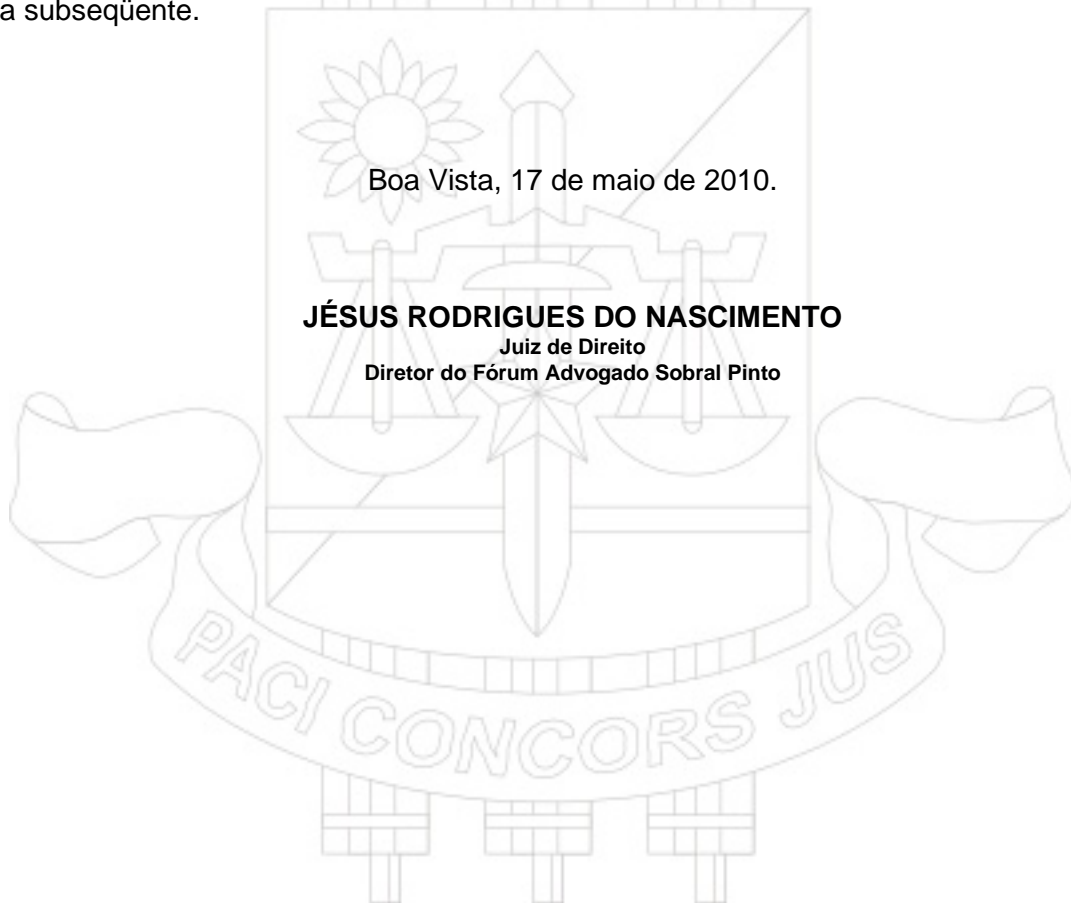 a subseqüente.
Boa Vista, 17 de maio de 2010.
JÉSUS RODRIGUES DO NASCIMENTO
Juiz de Direito
Diretor do Fórum Advogado Sobral Pinto
PACI CONCORS JUS